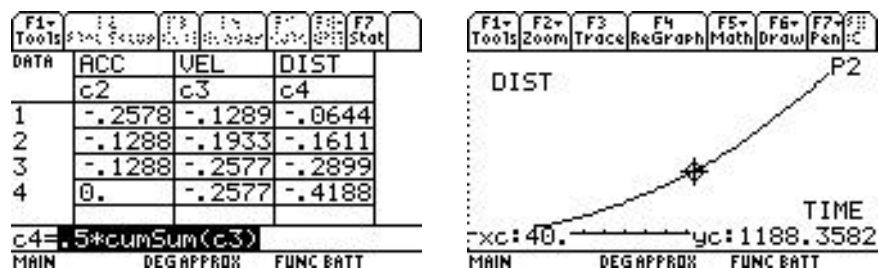 F1 F7
Tools Stat
DATA ACC VEL DIST
c2 c3 c4
1 -.2578 -.1289 -.0644
2 -.1288 -.1933 -.1611
3 -.1288 -.2577 -.2899
4 0. -.2577 -.4188
c4=.5*cumSum(c3)
MAIN DEG APPROX FUNC BATT
F1 F2 F3 F4 F5 F6 F7
Tools Zoom Trace ReGraph Math Draw Pen
P2
DIST
TIME
xc:40. yc:1188.3582
MAIN DEG APPROX FUNC BATT